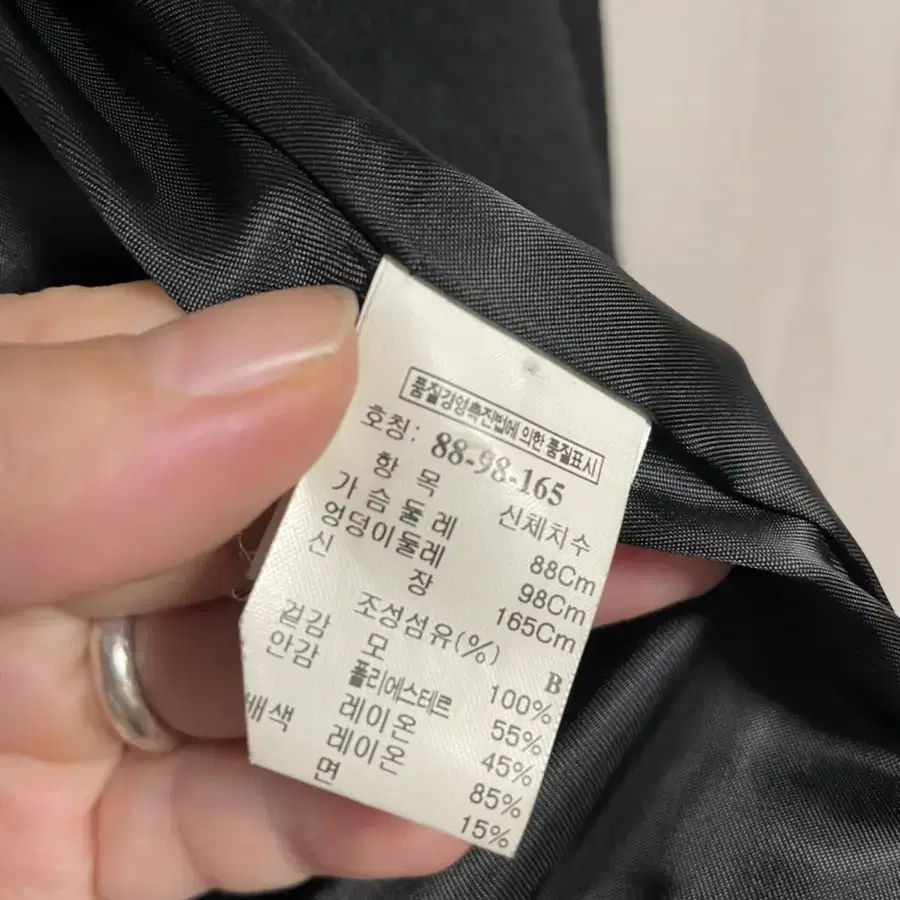 품질경영촉진법에 의한 품질표시
호칭: 88-98-165
항 목 신체치수
가슴둘레 88Cm
엉덩이둘레 98Cm
신 장 165Cm
조성섬유(%) B
겉감 모 100%
안감 폴리에스테르 55%
레이온 45%
배색 레이온 85%
면 15%